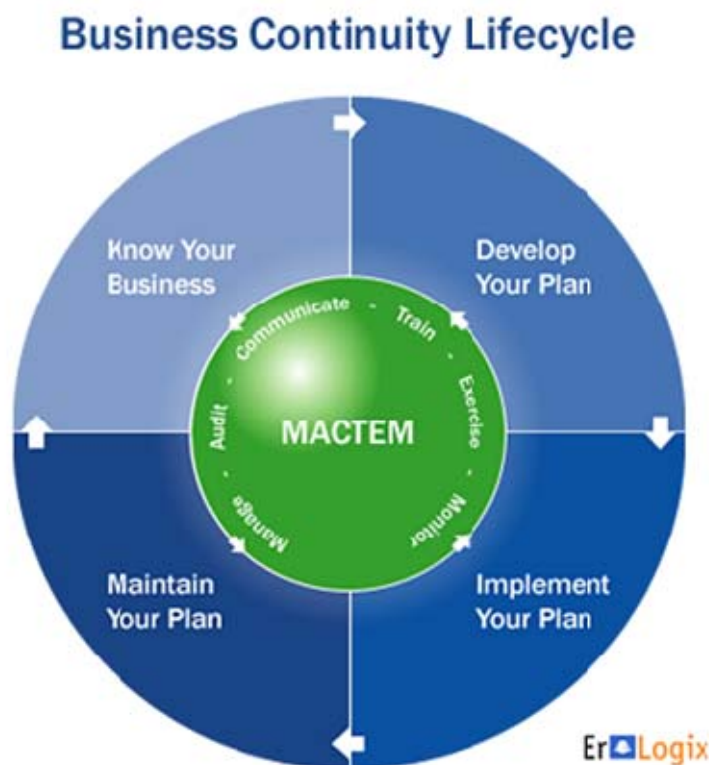 Business Continuity Lifecycle
Know Your
Business
Develop
Your Plan
Manage - Audit - Communicate - Train - Exercise - Monitor
MACTEM
Maintain
Your Plan
Implement
Your Plan
ErLogix